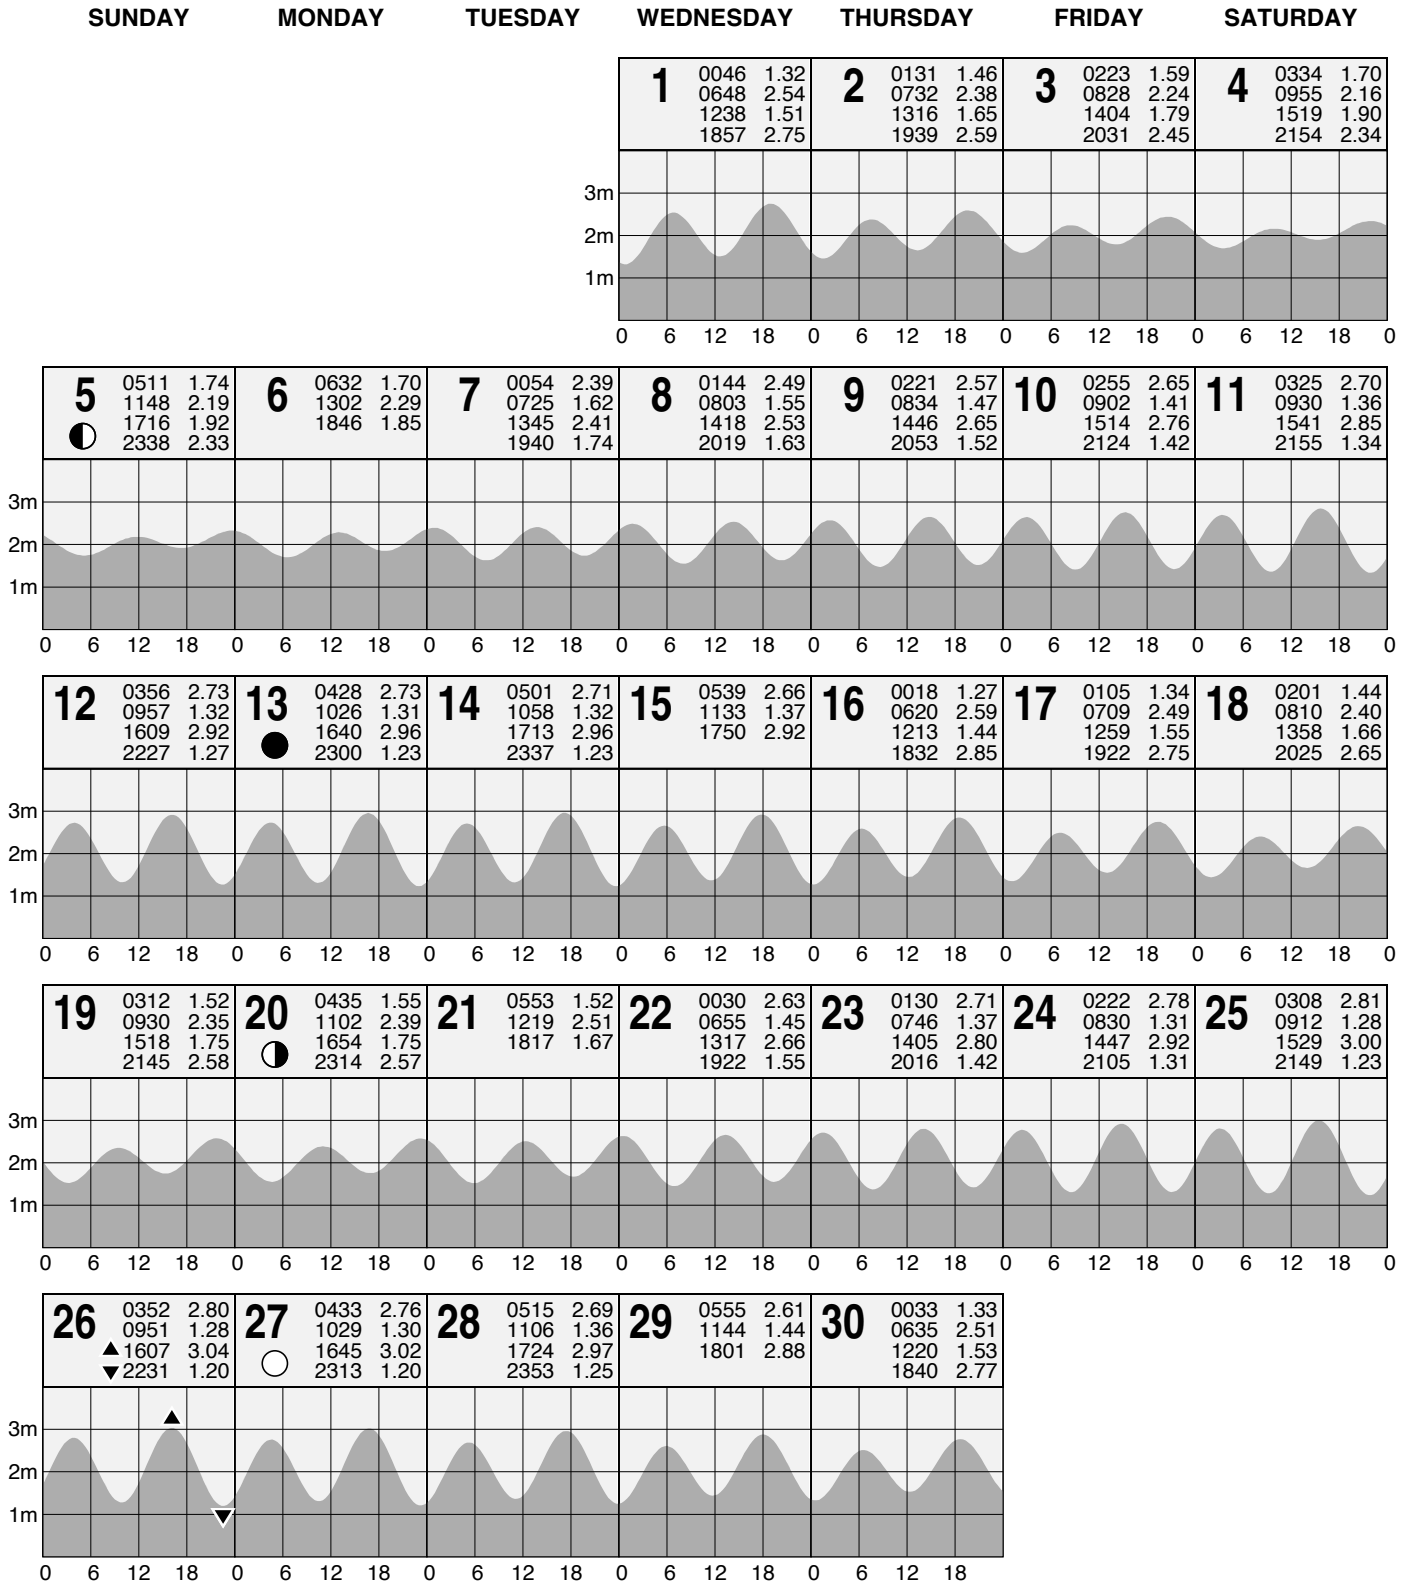 SUNDAY MONDAY TUESDAY WEDNESDAY THURSDAY FRIDAY SATURDAY
1 0046 1.32
0648 2.54
1238 1.51
1857 2.75
2 0131 1.46
0732 2.38
1316 1.65
1939 2.59
3 0223 1.59
0828 2.24
1404 1.79
2031 2.45
4 0334 1.70
0955 2.16
1519 1.90
2154 2.34
3m
2m
1m
0 6 12 18 0 6 12 18 0 6 12 18 0 6 12 18 0
5 0511 1.74
1148 2.19
1716 1.92
2338 2.33
6 0632 1.70
1302 2.29
1846 1.85
7 0054 2.39
0725 1.62
1345 2.41
1940 1.74
8 0144 2.49
0803 1.55
1418 2.53
2019 1.63
9 0221 2.57
0834 1.47
1446 2.65
2053 1.52
10 0255 2.65
0902 1.41
1514 2.76
2124 1.42
11 0325 2.70
0930 1.36
1541 2.85
2155 1.34
3m
2m
1m
0 6 12 18 0 6 12 18 0 6 12 18 0 6 12 18 0 6 12 18 0 6 12 18 0 6 12 18 0
12 0356 2.73
0957 1.32
1609 2.92
2227 1.27
13 0428 2.73
1026 1.31
1640 2.96
2300 1.23
14 0501 2.71
1058 1.32
1713 2.96
2337 1.23
15 0539 2.66
1133 1.37
1750 2.92
16 0018 1.27
0620 2.59
1213 1.44
1832 2.85
17 0105 1.34
0709 2.49
1259 1.55
1922 2.75
18 0201 1.44
0810 2.40
1358 1.66
2025 2.65
3m
2m
1m
0 6 12 18 0 6 12 18 0 6 12 18 0 6 12 18 0 6 12 18 0 6 12 18 0 6 12 18 0
19 0312 1.52
0930 2.35
1518 1.75
2145 2.58
20 0435 1.55
1102 2.39
1654 1.75
2314 2.57
21 0553 1.52
1219 2.51
1817 1.67
22 0030 2.63
0655 1.45
1317 2.66
1922 1.55
23 0130 2.71
0746 1.37
1405 2.80
2016 1.42
24 0222 2.78
0830 1.31
1447 2.92
2105 1.31
25 0308 2.81
0912 1.28
1529 3.00
2149 1.23
3m
2m
1m
0 6 12 18 0 6 12 18 0 6 12 18 0 6 12 18 0 6 12 18 0 6 12 18 0 6 12 18 0
26 0352 2.80
0951 1.28
▲ 1607 3.04
▼ 2231 1.20
27 0433 2.76
1029 1.30
1645 3.02
2313 1.20
28 0515 2.69
1106 1.36
1724 2.97
2353 1.25
29 0555 2.61
1144 1.44
1801 2.88
30 0033 1.33
0635 2.51
1220 1.53
1840 2.77
3m
2m
1m
0 6 12 18 0 6 12 18 0 6 12 18 0 6 12 18 0 6 12 18